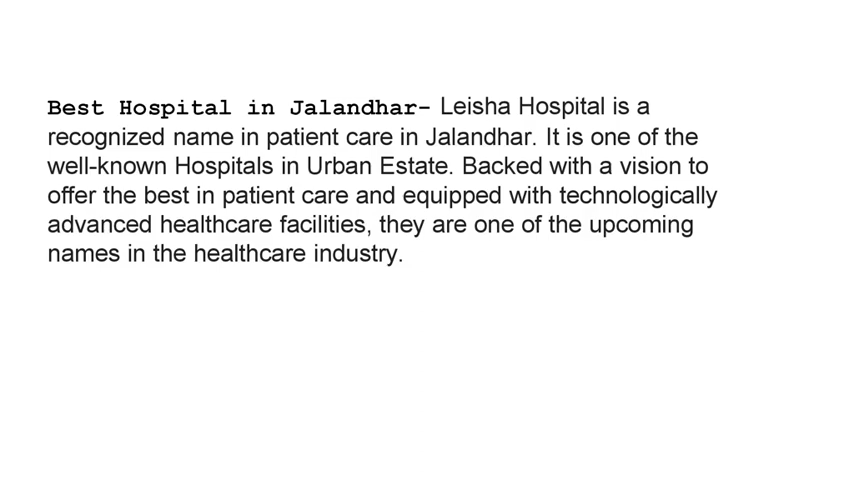 Best Hospital in Jalandhar- Leisha Hospital is a
recognized name in patient care in Jalandhar. It is one of the
well-known Hospitals in Urban Estate. Backed with a vision to
offer the best in patient care and equipped with technologically
advanced healthcare facilities, they are one of the upcoming
names in the healthcare industry.